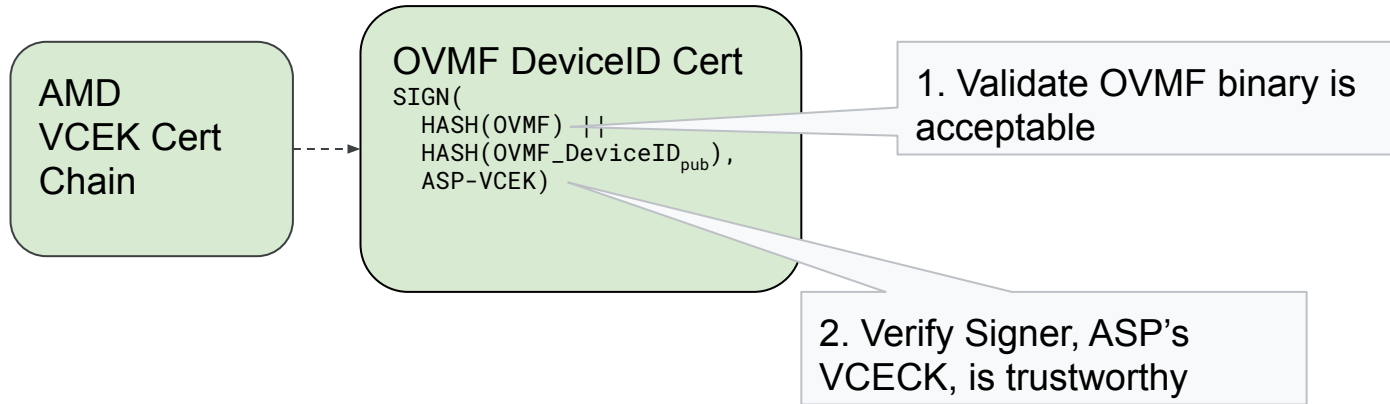 AMD
VCEK Cert
Chain
OVMF DeviceID Cert
SIGN(
HASH(OVMF) ||
HASH(OVMF_DeviceIDpub),
ASP-VCEK)
1. Validate OVMF binary is
acceptable
2. Verify Signer, ASP’s
VCECK, is trustworthy